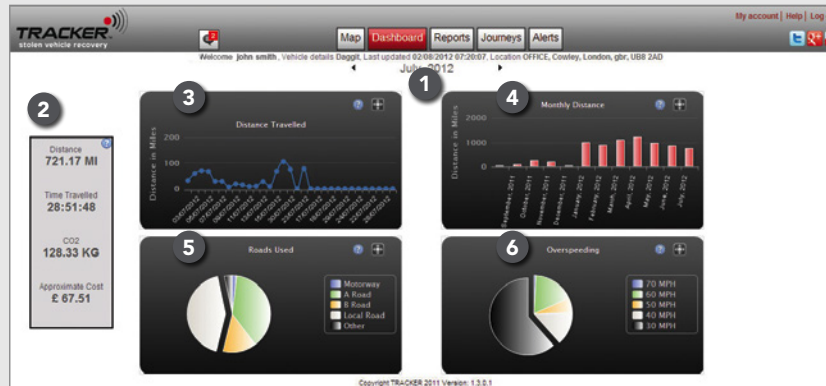 My account | Help | Log
TRACKER
stolen vehicle recovery
2
Map
Dashboard
Reports
Journeys
Alerts
Welcome john smith, Vehicle details Daggit, Last updated 02/08/2012 07:20:07, Location OFFICE, Cowley, London, gbr, UB8 2AD
July, 2012
1
2
Distance
721.17 MI
Time Travelled
28:51:48
CO2
128.33 KG
Approximate Cost
£ 67.51
3
Distance Travelled
Distance in Miles
200
100
0
4
Monthly Distance
Distance in Miles
2000
1000
0
September, 2011
October, 2011
November, 2011
December, 2011
January, 2012
February, 2012
March, 2012
April, 2012
May, 2012
June, 2012
July, 2012
5
Roads Used
Motorway
A Road
B Road
Local Road
Other
6
Overspeeding
70 MPH
60 MPH
50 MPH
40 MPH
30 MPH
Copyright TRACKER 2011 Version: 1.3.0.1